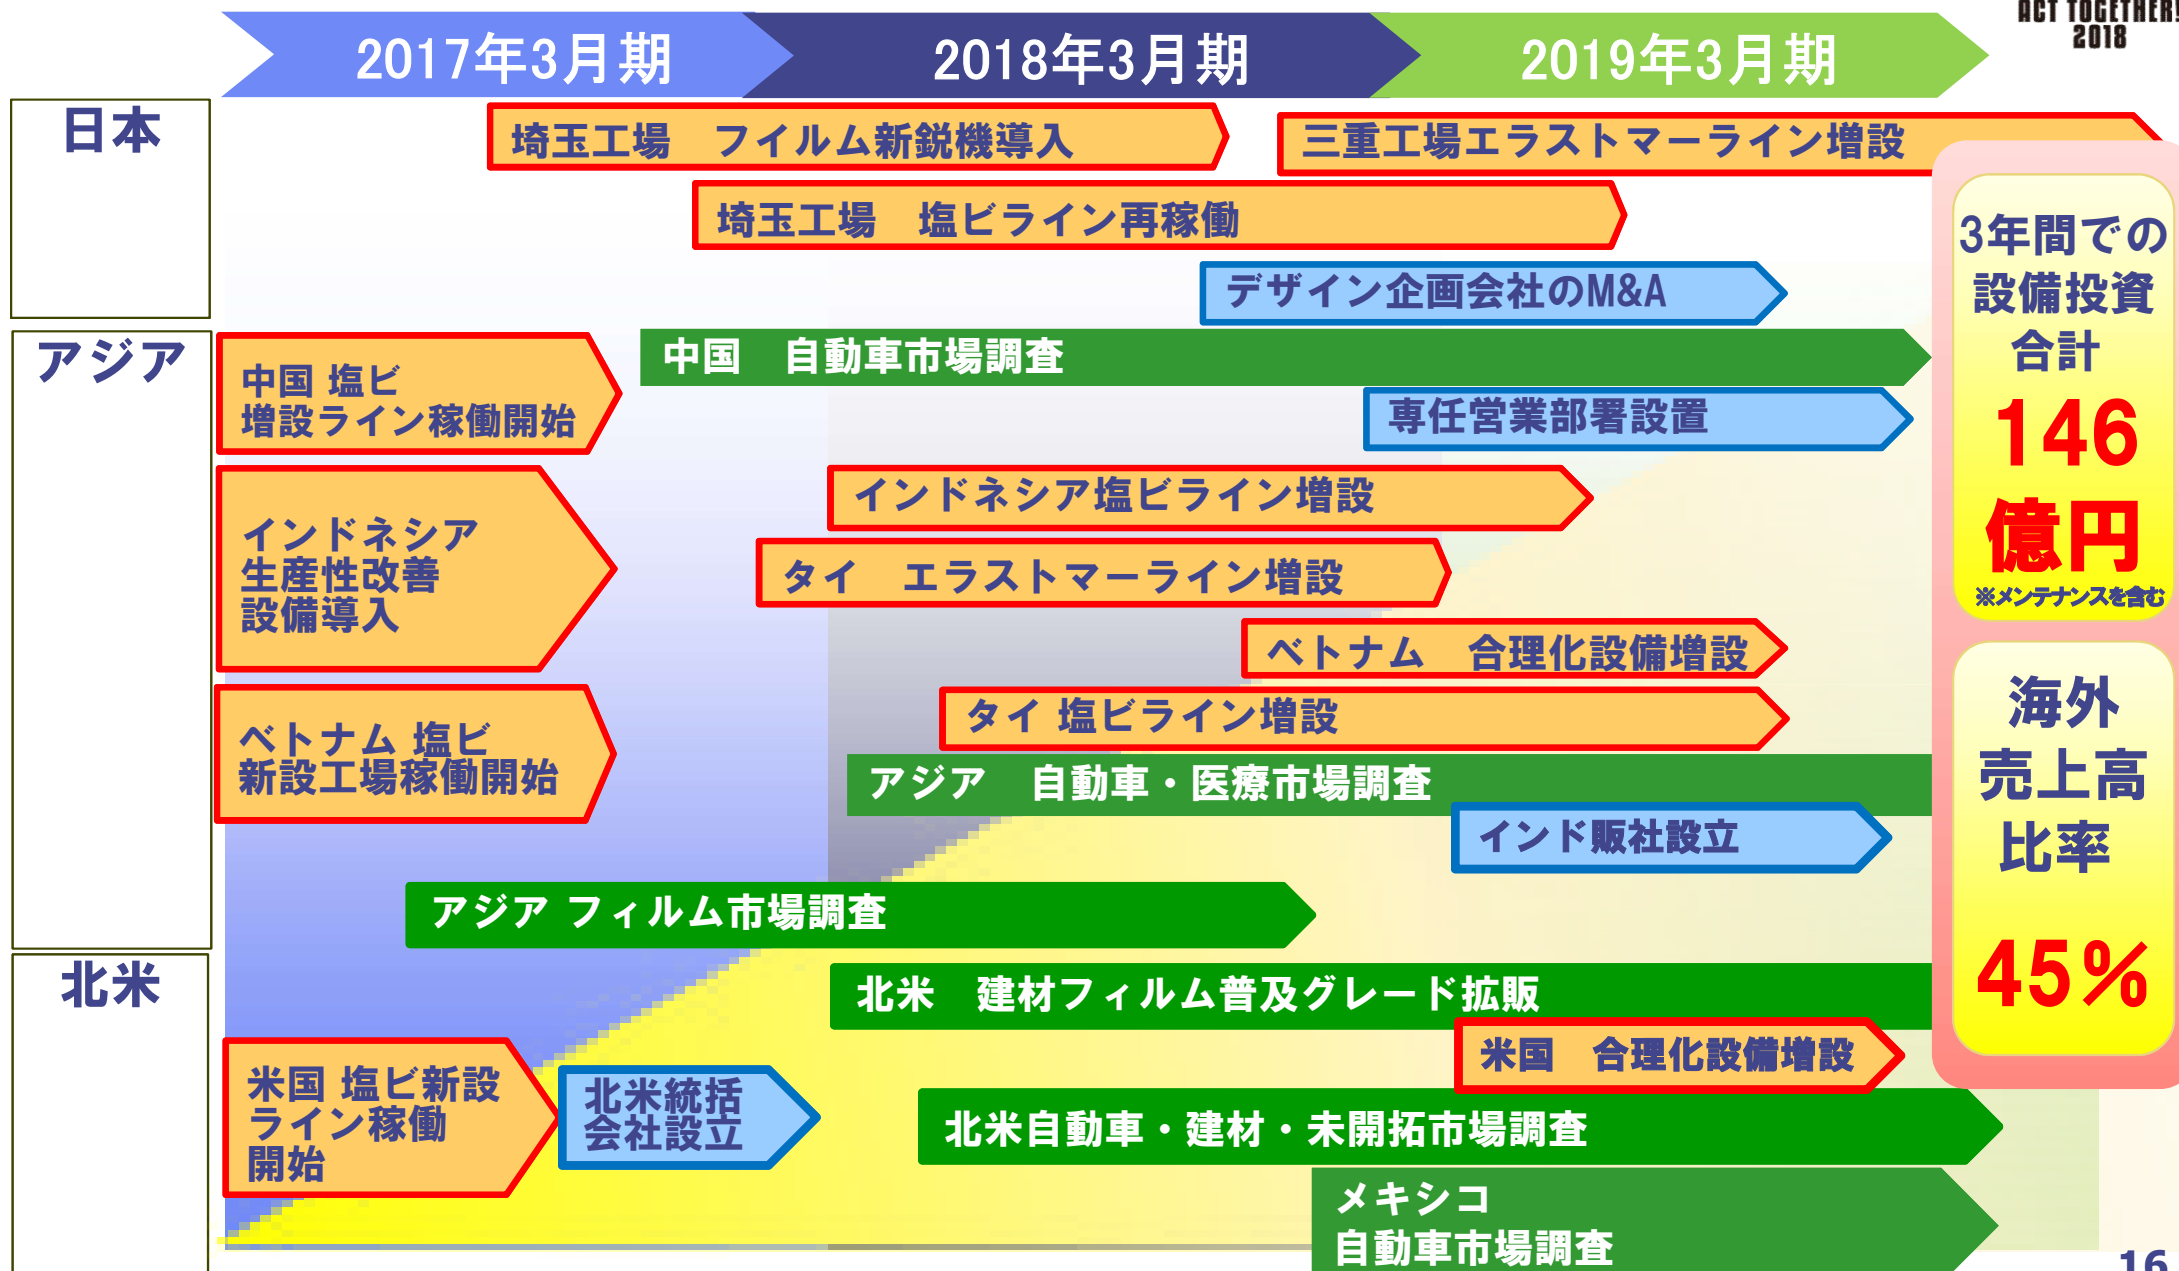 ACT TOGETHER!
2018
2017年3月期
2018年3月期
2019年3月期
日本
埼玉工場　フイルム新鋭機導入
三重工場エラストマーライン増設
埼玉工場　塩ビライン再稼働
デザイン企画会社のM&A
アジア
中国 塩ビ
増設ライン稼働開始
中国　自動車市場調査
専任営業部署設置
インドネシア
生産性改善
設備導入
インドネシア塩ビライン増設
タイ　エラストマーライン増設
ベトナム　合理化設備増設
ベトナム 塩ビ
新設工場稼働開始
タイ 塩ビライン増設
アジア　自動車・医療市場調査
インド販社設立
アジア フィルム市場調査
北米
北米　建材フィルム普及グレード拡販
米国　合理化設備増設
米国 塩ビ新設
ライン稼働
開始
北米統括
会社設立
北米自動車・建材・未開拓市場調査
メキシコ
自動車市場調査
3年間での
設備投資
合計
146
億円
※メンテナンスを含む
海外
売上高
比率
45%
16